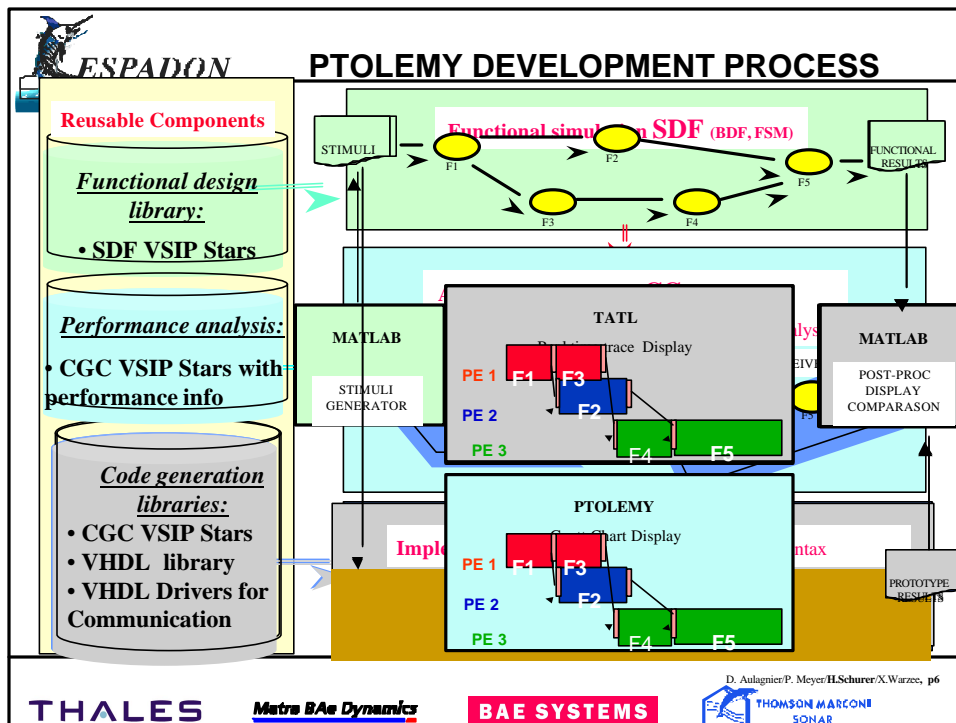 ESPADON
PTOLEMY DEVELOPMENT PROCESS
Reusable Components
Functional design
library:
• SDF VSIP Stars
Performance analysis:
• CGC VSIP Stars with
performance info
Code generation
libraries:
• CGC VSIP Stars
• VHDL library
• VHDL Drivers for
Communication
Functional simulation SDF (BDF, FSM)
STIMULI
F1
F2
F3
F4
F5
FUNCTIONAL
RESULTS
MATLAB
STIMULI
GENERATOR
TATL
Display
PE 1
PE 2
PE 3
F1
F3
F2
F4
F5
MATLAB
POST-PROC
DISPLAY
COMPARASON
F5
PTOLEMY
Chart Display
PE 1
PE 2
PE 3
F1
F3
F2
F4
F5
PROTOTYPE
RESULTS
D. Aulagnier/P. Meyer/H.Schurer/X.Warzee, p6
THALES
Matra BAe Dynamics
BAE SYSTEMS
THOMSON MARCONI
SONAR